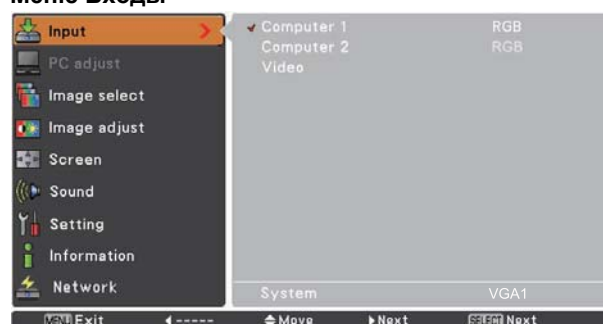 Меню Входы
Input
Computer 1 RGB
Computer 2 RGB
PC adjust
Video
Image select
Image adjust
Screen
Sound
Setting
Information
Network
System VGA1
MENU Exit ----- Move Next SELECT Next